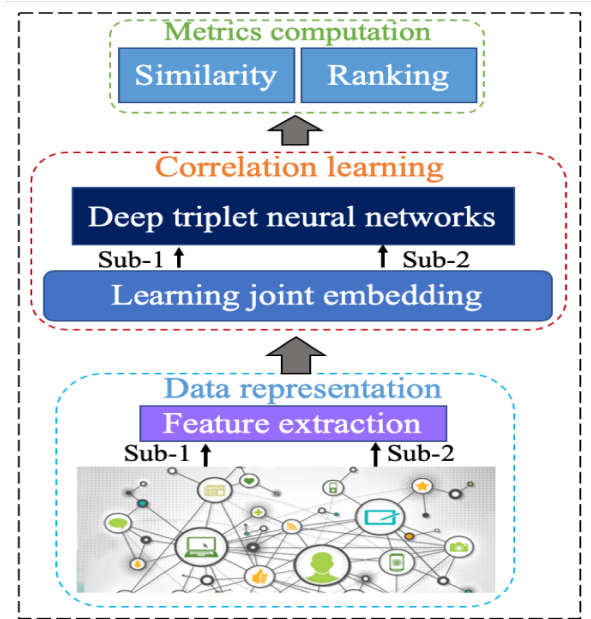 Metrics computation
Similarity Ranking
Correlation learning
Deep triplet neural networks
Sub-1 Sub-2
Learning joint embedding
Data representation
Feature extraction
Sub-1 Sub-2